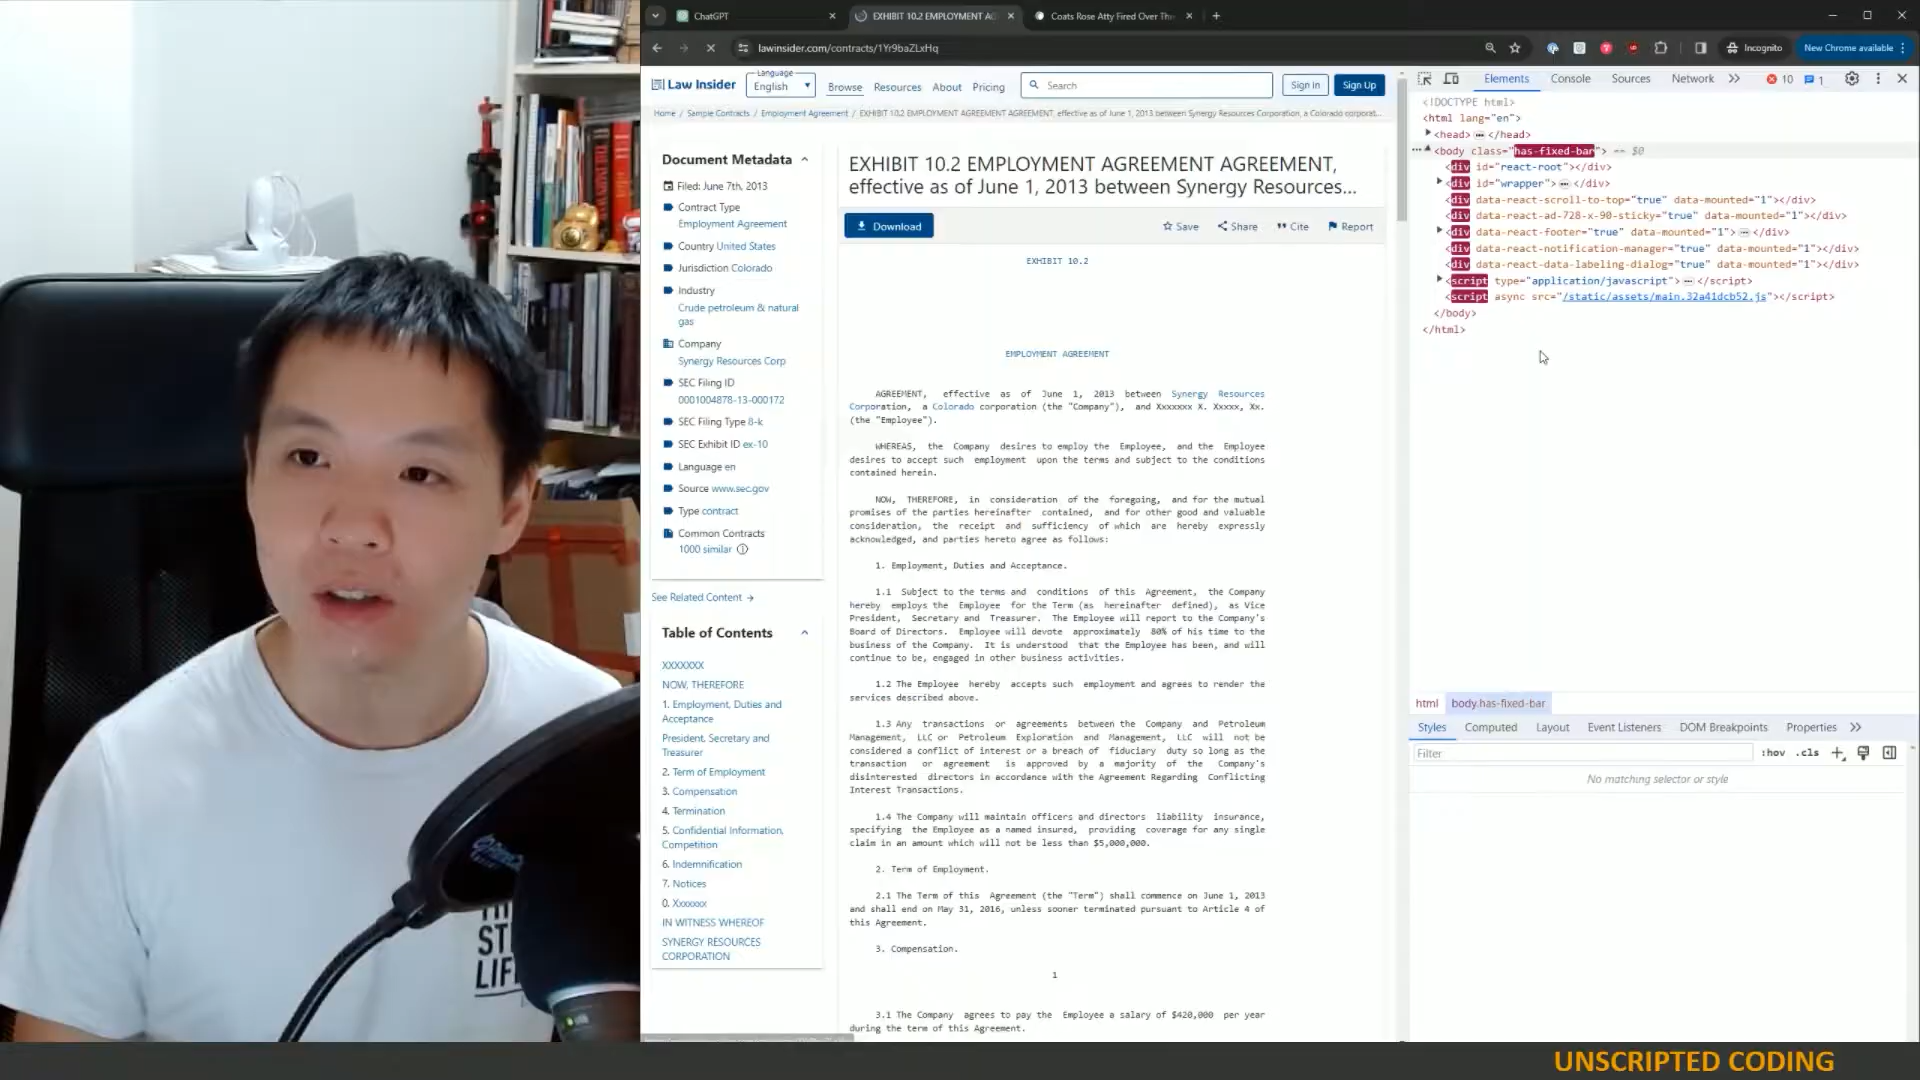 ChatGPT
EXHIBIT 10.2 EMPLOYMENT AG
Coats Rose Atty Fired Over Thr
lawinsider.com/contracts/1Yr9baZLxHq
Incognito
New Chrome available
Law Insider
Language
English
Browse
Resources
About
Pricing
Search
Sign in
Sign Up
Home / Sample Contracts / Employment Agreement / EXHIBIT 10.2 EMPLOYMENT AGREEMENT AGREEMENT, effective as of June 1, 2013 between Synergy Resources Corporation, a Colorado corporat...
Document Metadata
Filed: June 7th, 2013
Contract Type
Employment Agreement
Country United States
Jurisdiction Colorado
Industry
Crude petroleum & natural
gas
Company
Synergy Resources Corp
SEC Filing ID
0001004878-13-000172
SEC Filing Type 8-k
SEC Exhibit ID ex-10
Language en
Source www.sec.gov
Type contract
Common Contracts
1000 similar
See Related Content →
Table of Contents
XXXXXXX
NOW, THEREFORE
1. Employment, Duties and
Acceptance
President, Secretary and
Treasurer
2. Term of Employment
3. Compensation
4. Termination
5. Confidential Information,
Competition
6. Indemnification
7. Notices
0. Xxxxxxx
IN WITNESS WHEREOF
SYNERGY RESOURCES
CORPORATION
EXHIBIT 10.2 EMPLOYMENT AGREEMENT AGREEMENT,
effective as of June 1, 2013 between Synergy Resources...
Download
Save
Share
Cite
Report
EXHIBIT 10.2
EMPLOYMENT AGREEMENT
AGREEMENT, effective as of June 1, 2013 between Synergy Resources
Corporation, a Colorado corporation (the "Company"), and Xxxxxxx X. Xxxxx, Xx.
(the "Employee").
WHEREAS, the Company desires to employ the Employee, and the Employee
desires to accept such employment upon the terms and subject to the conditions
contained herein.
NOW, THEREFORE, in consideration of the foregoing, and for the mutual
promises of the parties hereinafter contained, and for other good and valuable
consideration, the receipt and sufficiency of which are hereby expressly
acknowledged, and parties hereto agree as follows:
1. Employment, Duties and Acceptance.
1.1 Subject to the terms and conditions of this Agreement, the Company
hereby employs the Employee for the Term (as hereinafter defined), as Vice
President, Secretary and Treasurer. The Employee will report to the Company's
Board of Directors. Employee will devote approximately 80% of his time to the
business of the Company. It is understood that the Employee has been, and will
continue to be, engaged in other business activities.
1.2 The Employee hereby accepts such employment and agrees to render the
services described above.
1.3 Any transactions or agreements between the Company and Petroleum
Management, LLC or Petroleum Exploration and Management, LLC will not be
considered a conflict of interest or a breach of fiduciary duty so long as the
transaction or agreement is approved by a majority of the Company's
disinterested directors in accordance with the Agreement Regarding Conflicting
Interest Transactions.
1.4 The Company will maintain officers and directors liability insurance,
specifying the Employee as a named insured, providing coverage for any single
claim in an amount which will not be less than $5,000,000.
2. Term of Employment.
2.1 The Term of this Agreement (the "Term") shall commence on June 1, 2013
and shall end on May 31, 2016, unless sooner terminated pursuant to Article 4 of
this Agreement.
3. Compensation.
1
3.1 The Company agrees to pay the Employee a salary of $420,000 per year
during the term of this Agreement.
Elements
Console
Sources
Network
10
1
<!DOCTYPE html>
<html lang="en">
<head> ... </head>
<body class="has-fixed-bar"> == $0
<div id="react-root"></div>
<div id="wrapper"> ... </div>
<div data-react-scroll-to-top="true" data-mounted="1"></div>
<div data-react-ad-728-x-90-sticky="true" data-mounted="1"></div>
<div data-react-footer="true" data-mounted="1"> ... </div>
<div data-react-notification-manager="true" data-mounted="1"></div>
<div data-react-data-labeling-dialog="true" data-mounted="1"></div>
<script type="application/javascript"> ... </script>
<script async src="/static/assets/main.32a41dcb52.js"></script>
</body>
</html>
html
body.has-fixed-bar
Styles
Computed
Layout
Event Listeners
DOM Breakpoints
Properties
Filter
:hov
.cls
No matching selector or style
ST
LIF
UNSCRIPTED CODING